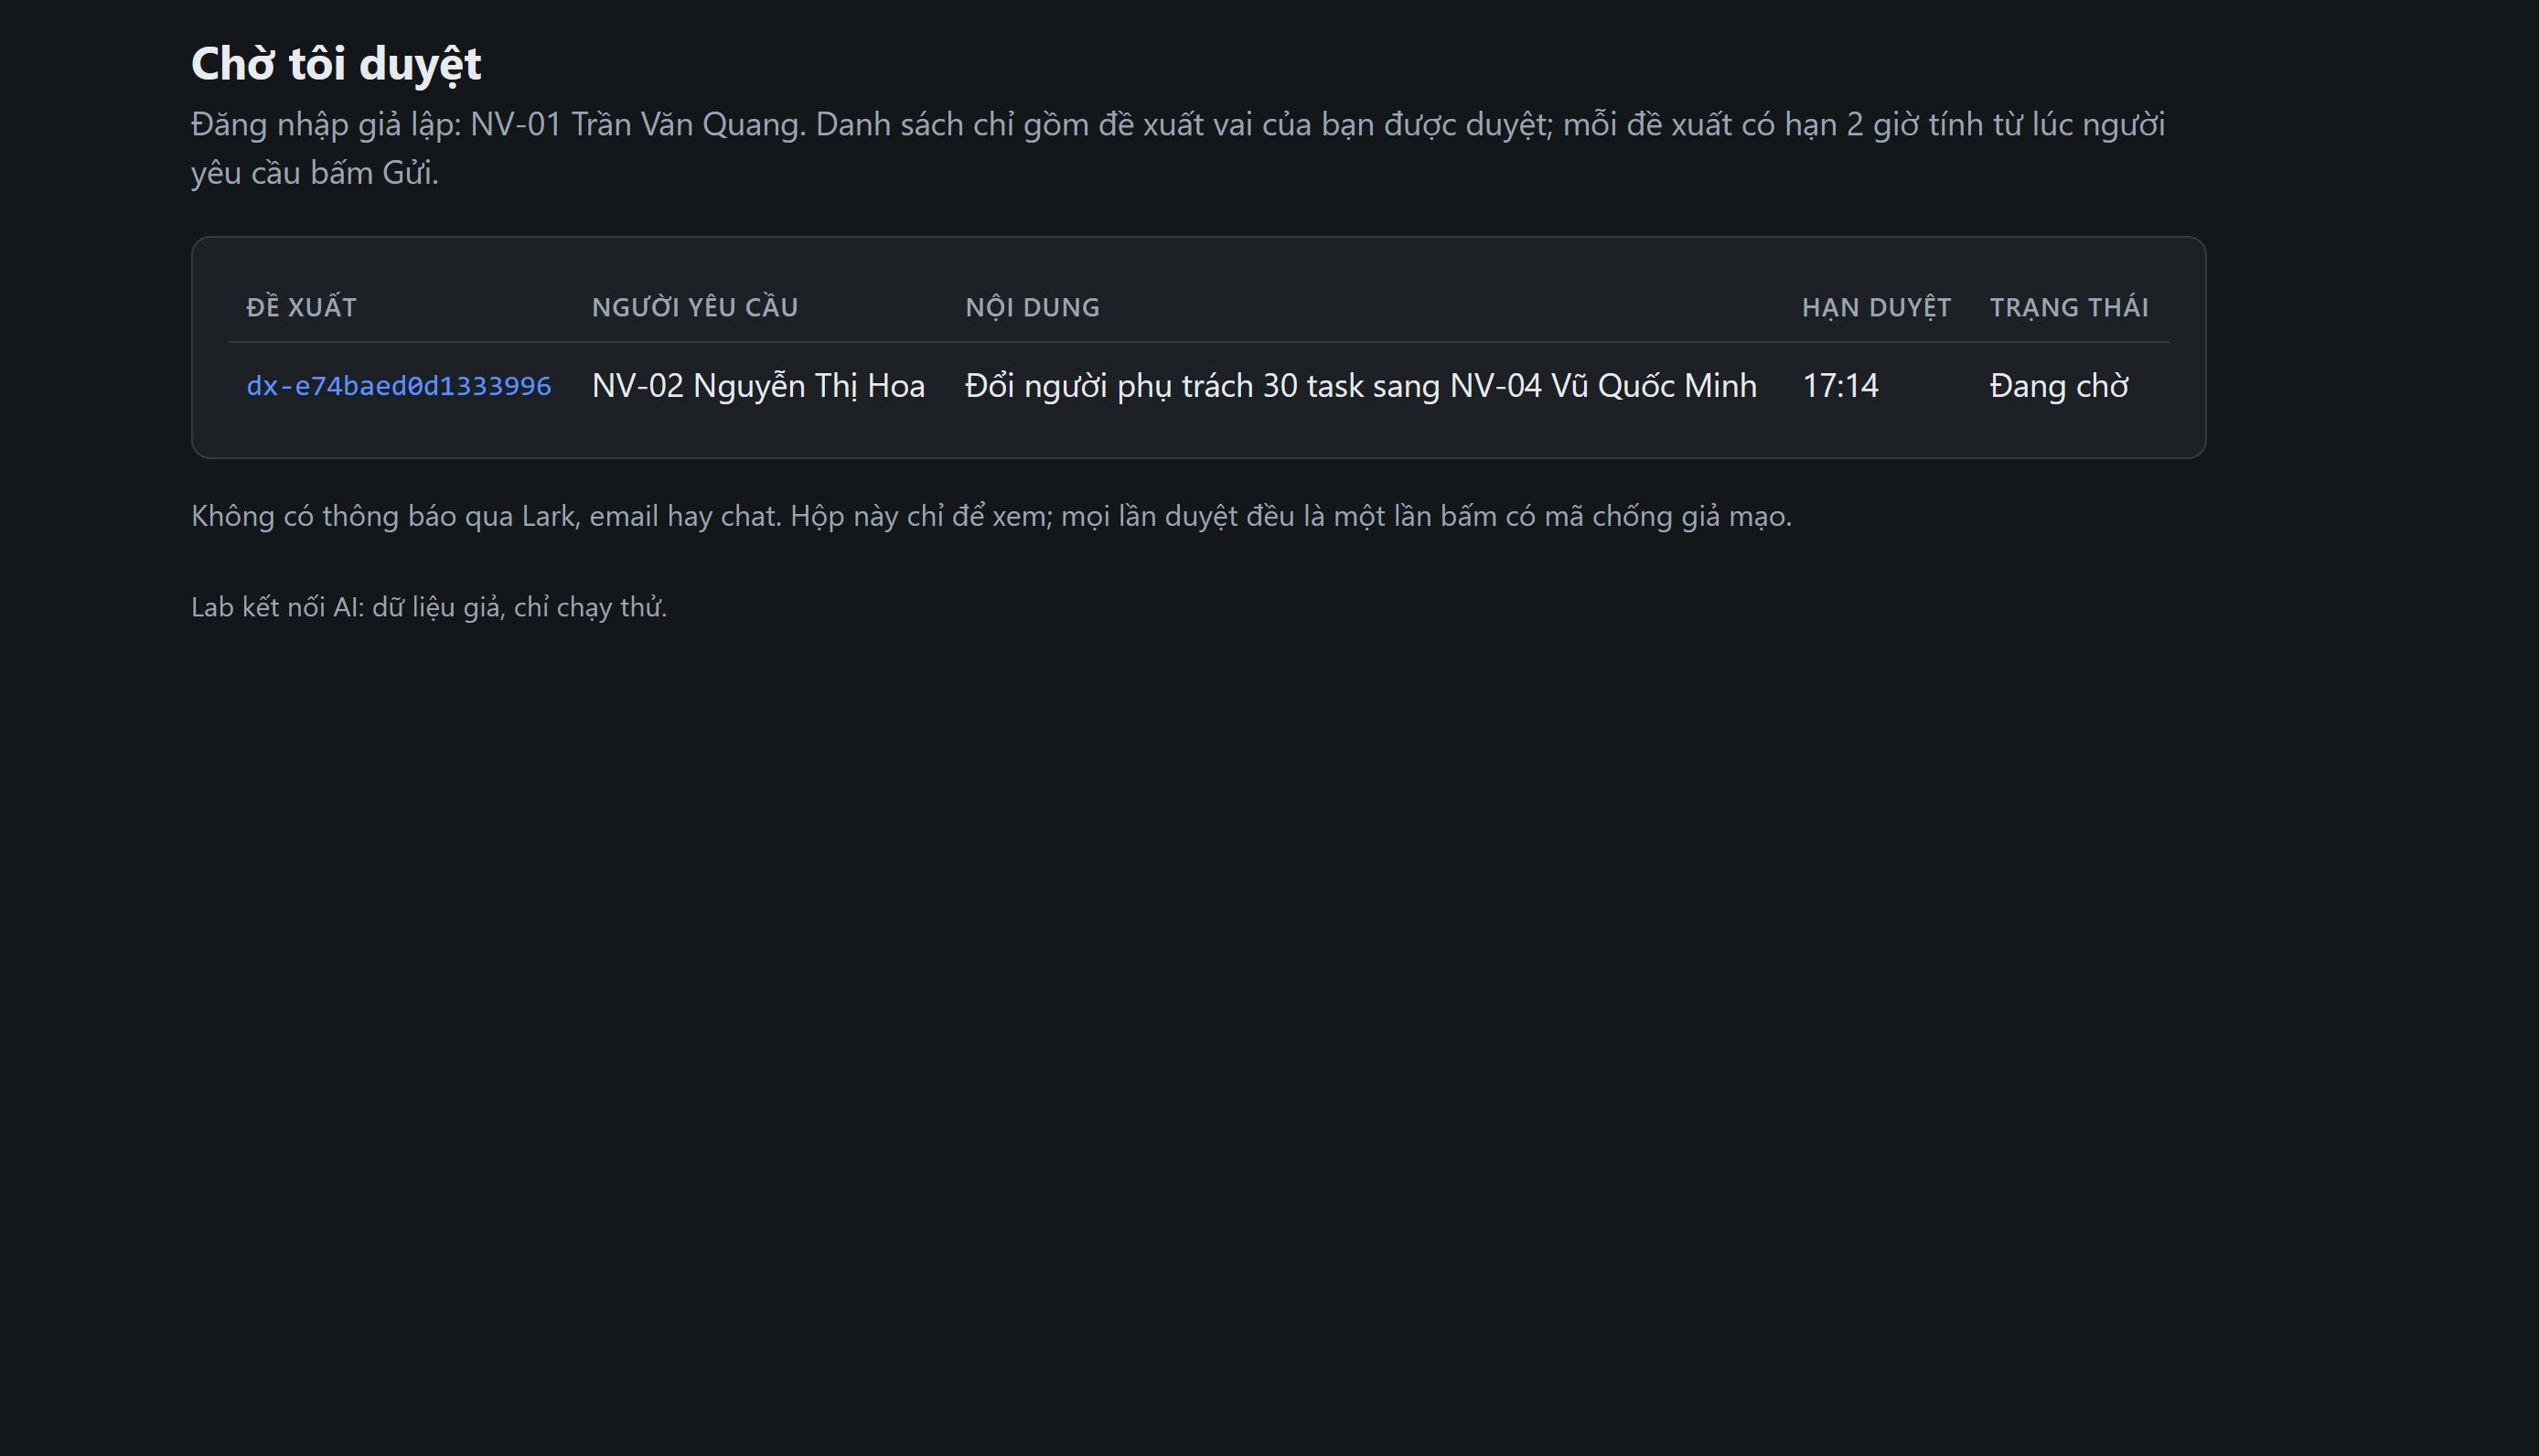 Chờ tôi duyệt
Đăng nhập giả lập: NV-01 Trần Văn Quang. Danh sách chỉ gồm đề xuất vai của bạn được duyệt; mỗi đề xuất có hạn 2 giờ tính từ lúc người
yêu cầu bấm Gửi.
ĐỀ XUẤT NGƯỜI YÊU CẦU NỘI DUNG HẠN DUYỆT TRẠNG THÁI
dx-e74baed0d1333996 NV-02 Nguyễn Thị Hoa Đổi người phụ trách 30 task sang NV-04 Vũ Quốc Minh 17:14 Đang chờ
Không có thông báo qua Lark, email hay chat. Hộp này chỉ để xem; mọi lần duyệt đều là một lần bấm có mã chống giả mạo.
Lab kết nối AI: dữ liệu giả, chỉ chạy thử.